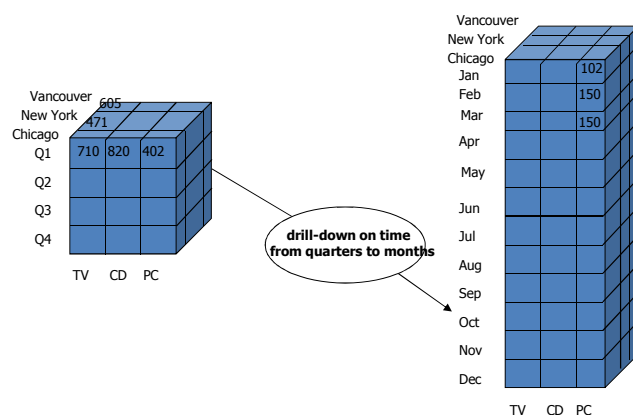 Vancouver
605
New York
471
Chicago
Q1 710 820 402
Q2
Q3
Q4
TV CD PC
drill-down on time
from quarters to months
Vancouver
New York
Chicago
Jan 102
Feb 150
Mar 150
Apr
May
Jun
Jul
Aug
Sep
Oct
Nov
Dec
TV CD PC